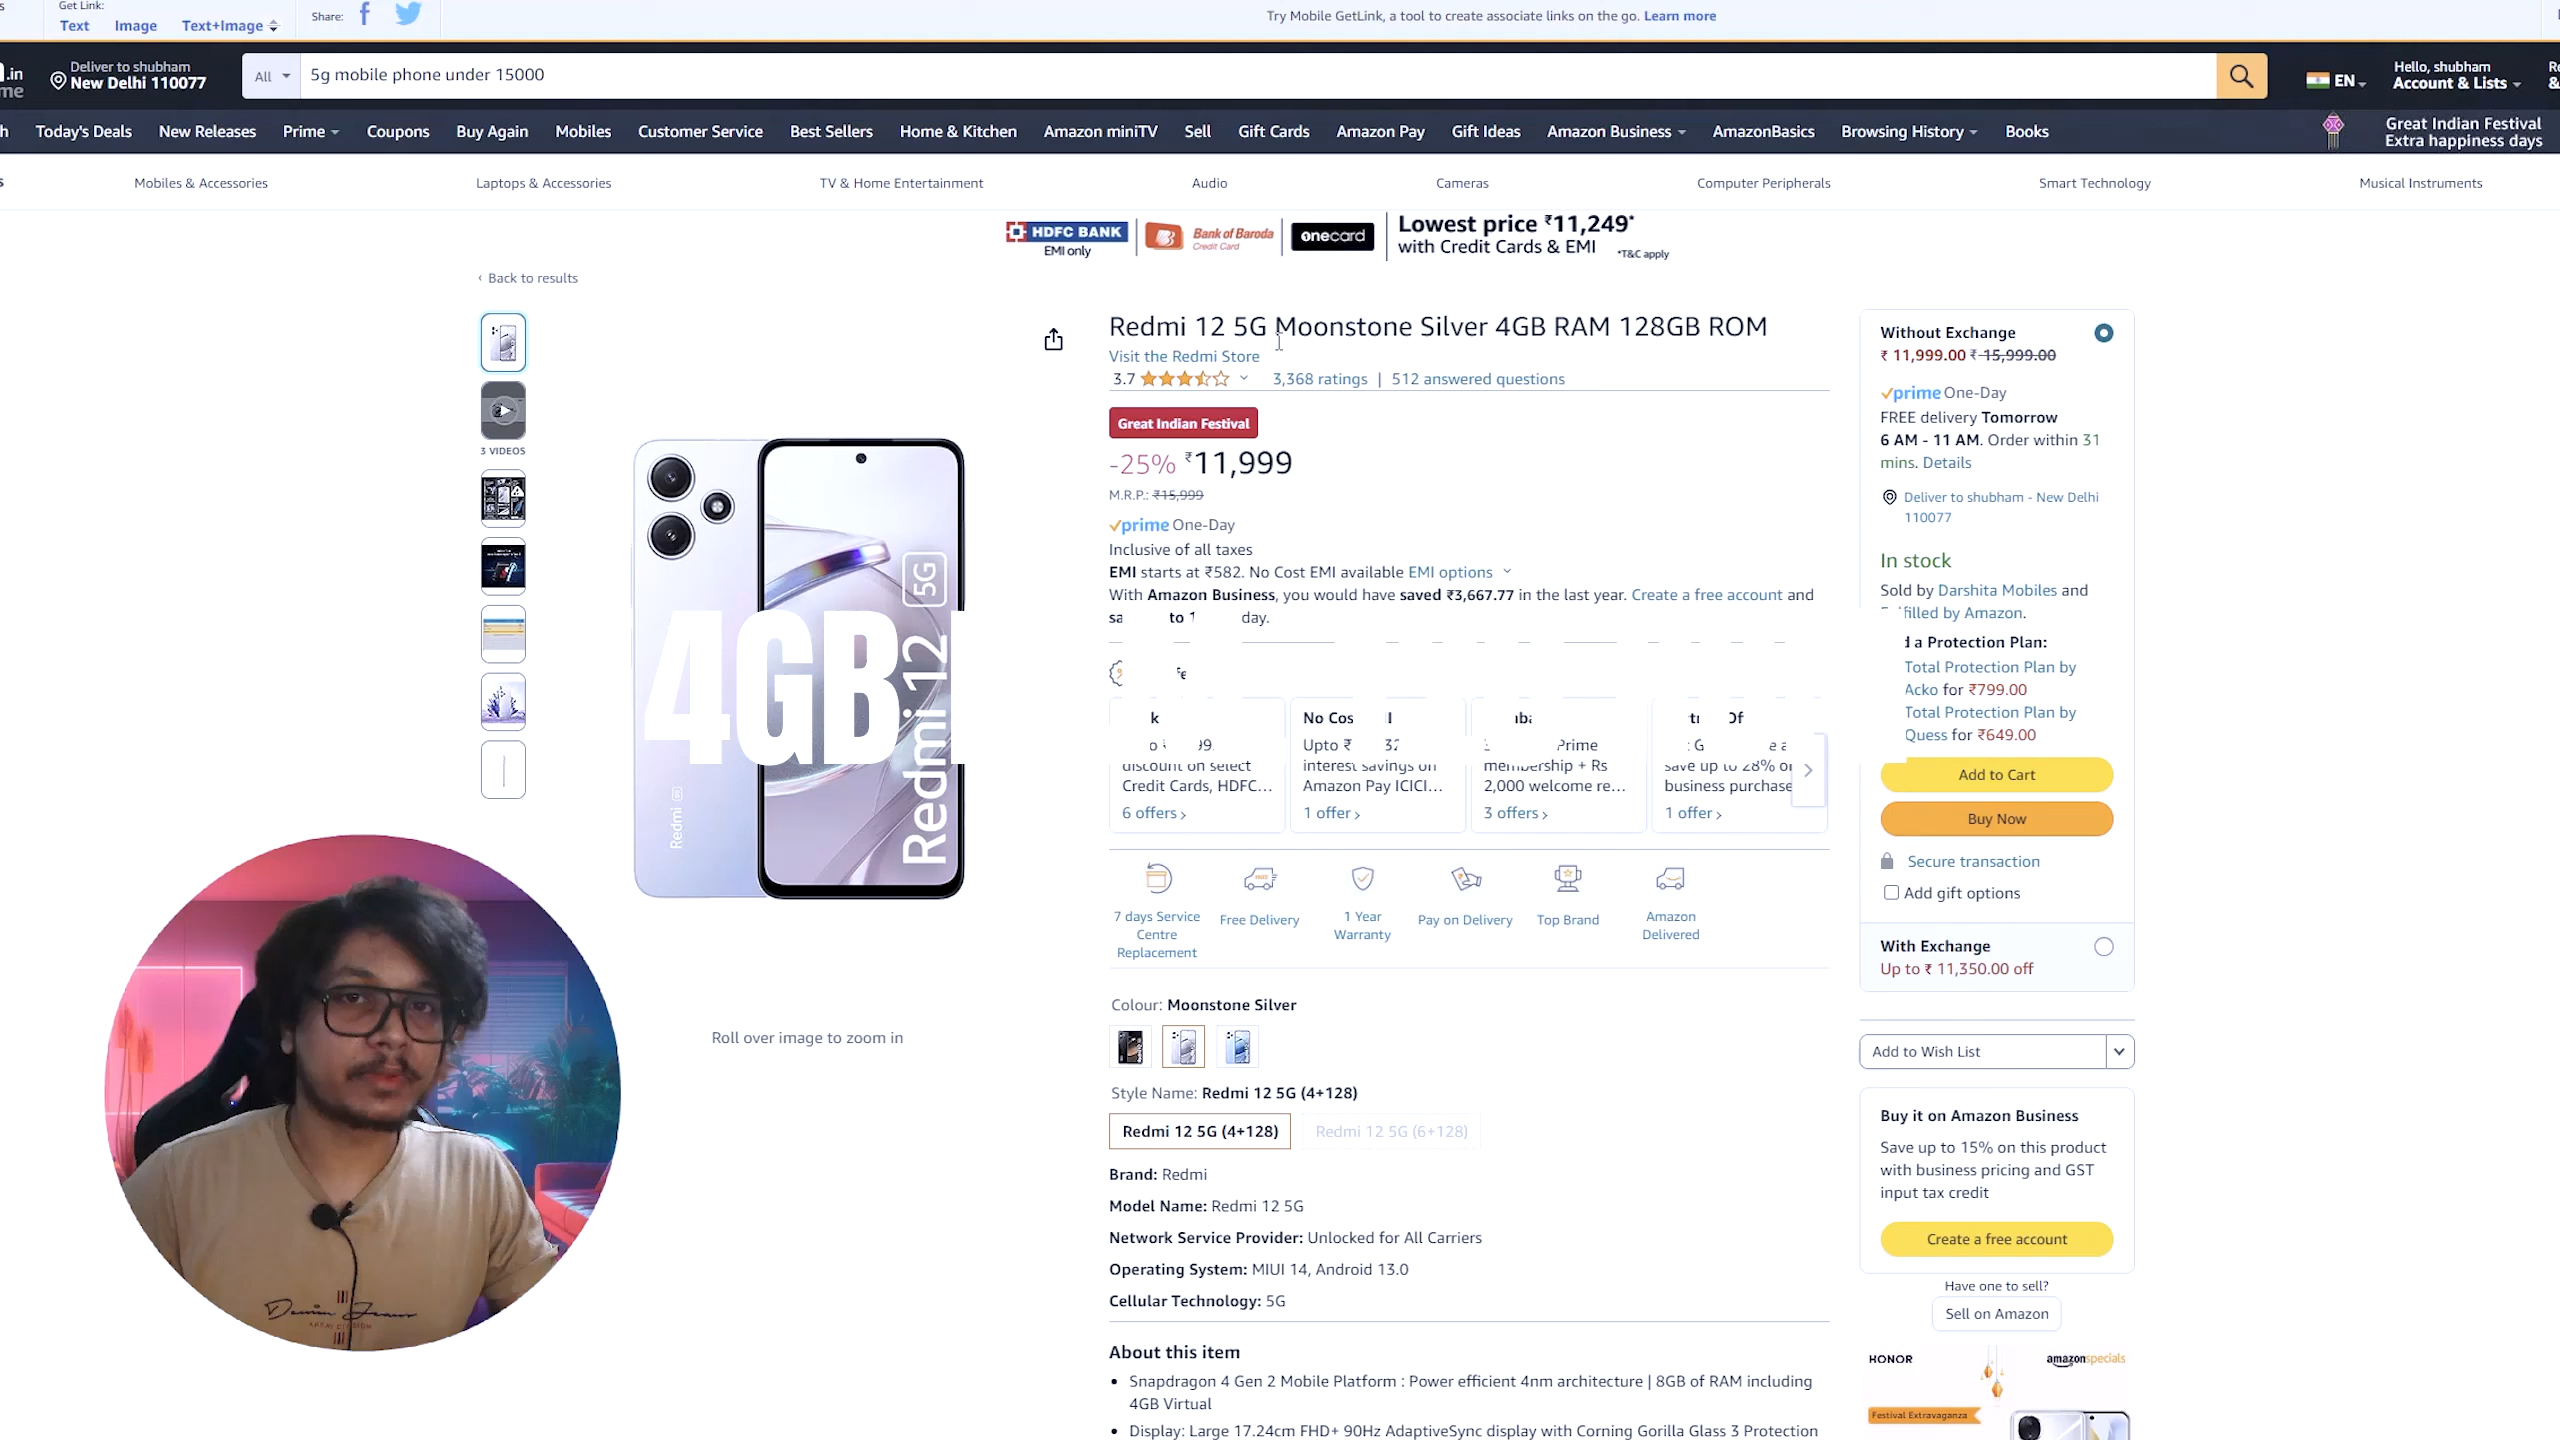 Get Link:
Text Image Text+Image
Share:
Try Mobile GetLink, a tool to create associate links on the go. Learn more
.in
Deliver to shubham
New Delhi 110077
All
5g mobile phone under 15000
EN
Hello, shubham
Account & Lists
Today's Deals New Releases Prime Coupons Buy Again Mobiles Customer Service Best Sellers Home & Kitchen Amazon miniTV Sell Gift Cards Amazon Pay Gift Ideas Amazon Business AmazonBasics Browsing History Books
Great Indian Festival
Extra happiness days
Mobiles & Accessories Laptops & Accessories TV & Home Entertainment Audio Cameras Computer Peripherals Smart Technology Musical Instruments
HDFC BANK
EMI only
Bank of Baroda
Credit Card
onecard
Lowest price ₹11,249*
with Credit Cards & EMI *T&C apply
‹ Back to results
3 VIDEOS
Redmi 12 5G
Redmi 5G
4GB
Roll over image to zoom in
Redmi 12 5G Moonstone Silver 4GB RAM 128GB ROM
Visit the Redmi Store
3.7 3,368 ratings | 512 answered questions
Great Indian Festival
-25% ₹11,999
M.R.P.: ₹15,999
prime One-Day
Inclusive of all taxes
EMI starts at ₹582. No Cost EMI available EMI options
With Amazon Business, you would have saved ₹3,667.77 in the last year. Create a free account and
to day.
No Cos
Upto ₹
Prime
discount on select
Credit Cards, HDFC…
6 offers ›
interest savings on
Amazon Pay ICICI…
1 offer ›
membership + Rs
2,000 welcome re…
3 offers ›
save up to 28% o
business purchase
1 offer ›
7 days Service
Centre
Replacement
Free Delivery
1 Year
Warranty
Pay on Delivery
Top Brand
Amazon
Delivered
Colour: Moonstone Silver
Style Name: Redmi 12 5G (4+128)
Redmi 12 5G (4+128) Redmi 12 5G (6+128)
Brand: Redmi
Model Name: Redmi 12 5G
Network Service Provider: Unlocked for All Carriers
Operating System: MIUI 14, Android 13.0
Cellular Technology: 5G
About this item
Snapdragon 4 Gen 2 Mobile Platform : Power efficient 4nm architecture | 8GB of RAM including
4GB Virtual
Display: Large 17.24cm FHD+ 90Hz AdaptiveSync display with Corning Gorilla Glass 3 Protection
Without Exchange
₹ 11,999.00 ₹ 15,999.00
prime One-Day
FREE delivery Tomorrow
6 AM - 11 AM. Order within 31
mins. Details
Deliver to shubham - New Delhi
110077
In stock
Sold by Darshita Mobiles and
filled by Amazon.
a Protection Plan:
Total Protection Plan by
Acko for ₹799.00
Total Protection Plan by
Quess for ₹649.00
Add to Cart
Buy Now
Secure transaction
Add gift options
With Exchange
Up to ₹ 11,350.00 off
Add to Wish List
Buy it on Amazon Business
Save up to 15% on this product
with business pricing and GST
input tax credit
Create a free account
Have one to sell?
Sell on Amazon
HONOR amazonspecials
Festival Extravaganza